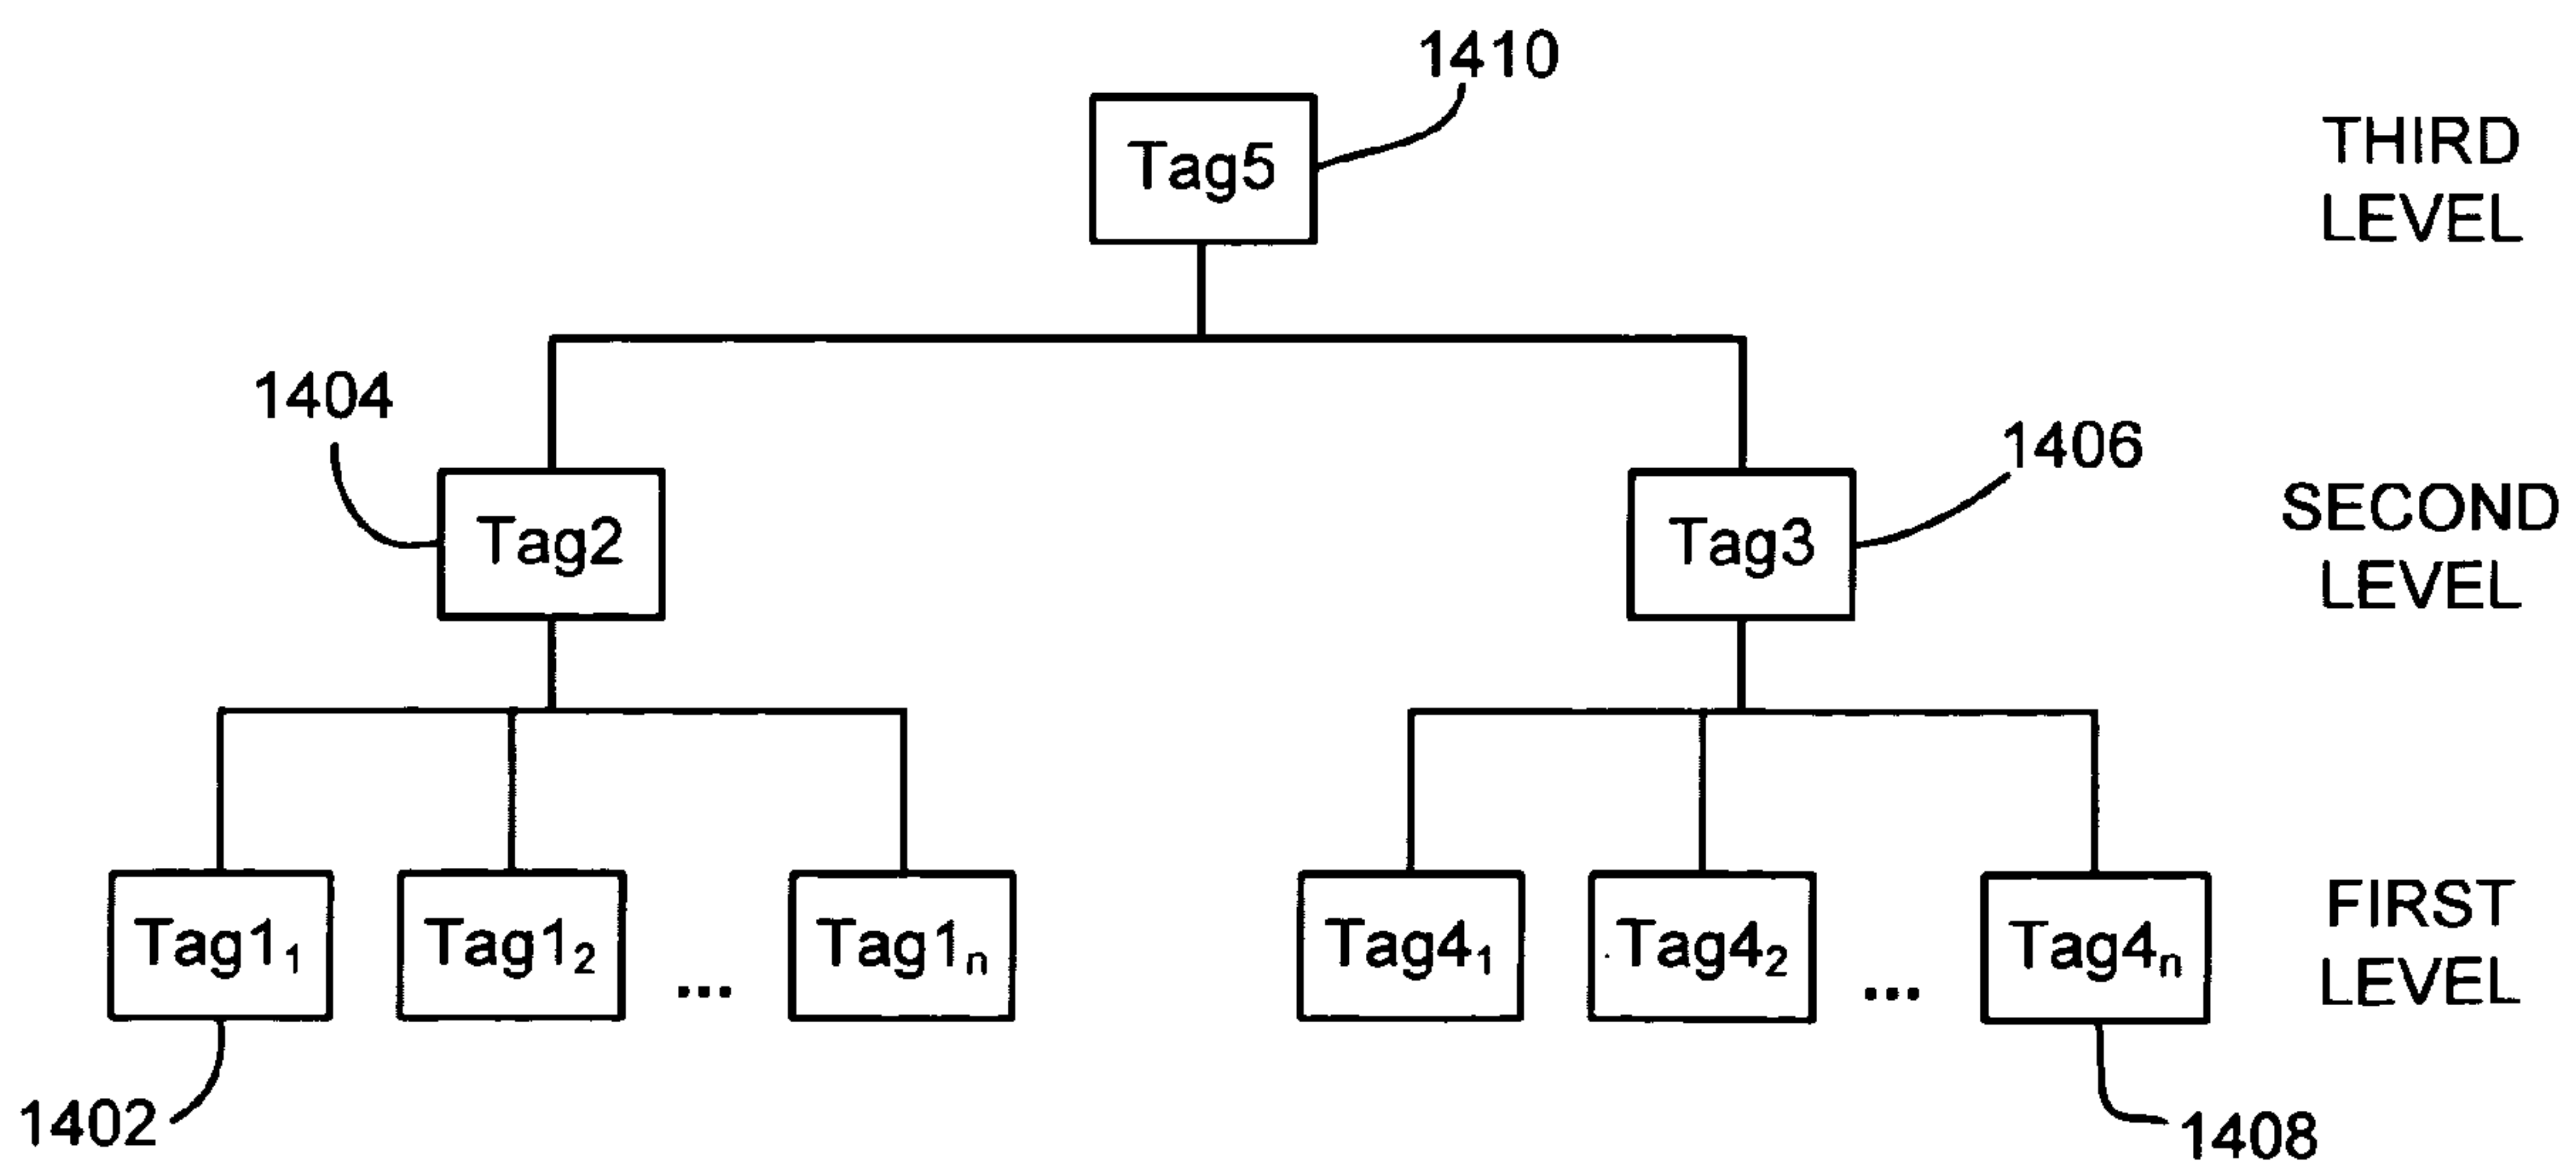 1410
Tag5
THIRD
LEVEL
1404
1406
Tag2
Tag3
SECOND
LEVEL
Tag1₁
Tag1₂
...
Tag1ₙ
Tag4₁
Tag4₂
...
Tag4ₙ
FIRST
LEVEL
1402
1408